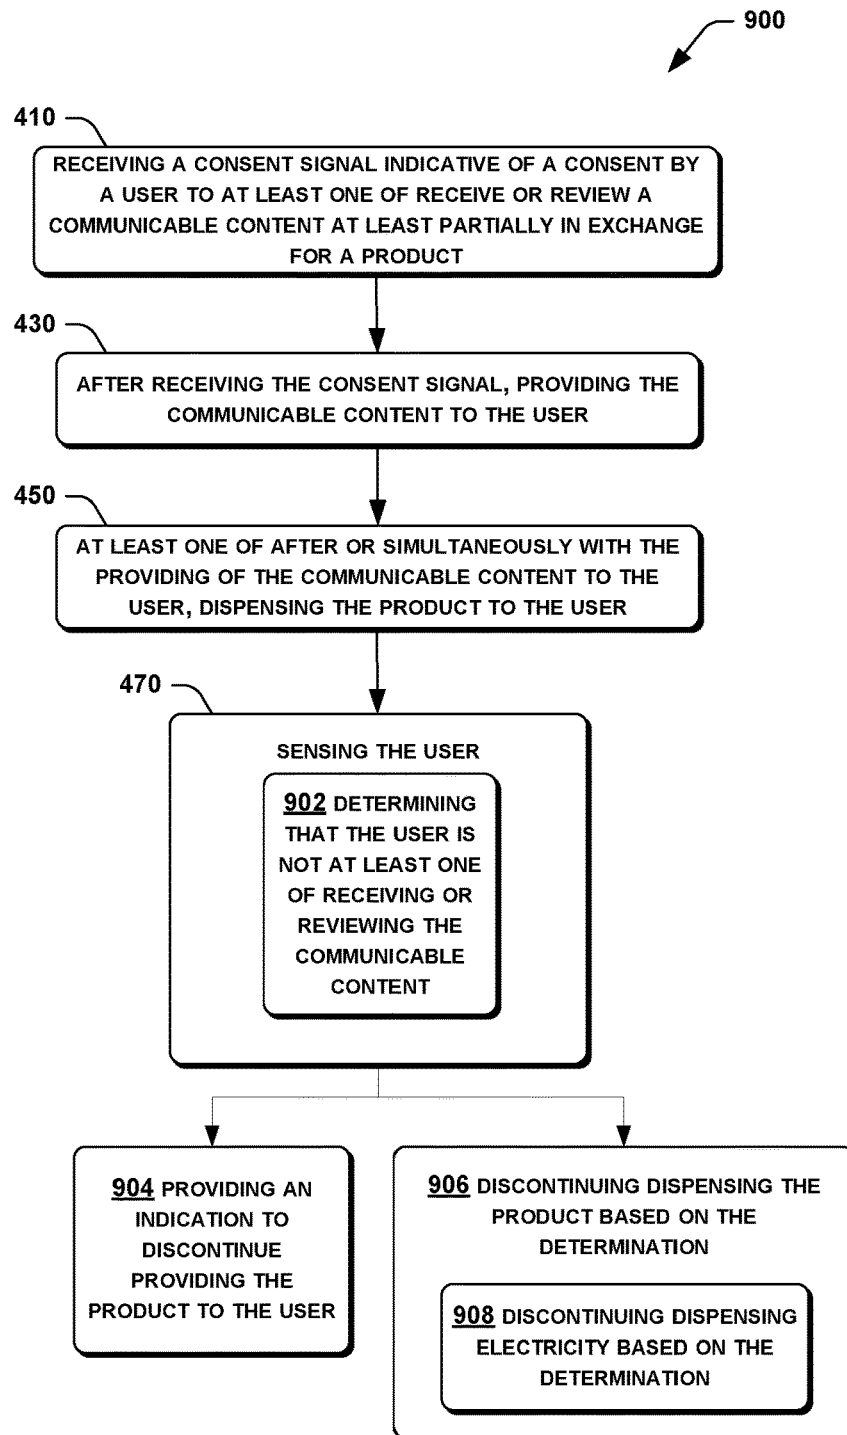 900
410
RECEIVING A CONSENT SIGNAL INDICATIVE OF A CONSENT BY
A USER TO AT LEAST ONE OF RECEIVE OR REVIEW A
COMMUNICABLE CONTENT AT LEAST PARTIALLY IN EXCHANGE
FOR A PRODUCT
430
AFTER RECEIVING THE CONSENT SIGNAL, PROVIDING THE
COMMUNICABLE CONTENT TO THE USER
450
AT LEAST ONE OF AFTER OR SIMULTANEOUSLY WITH THE
PROVIDING OF THE COMMUNICABLE CONTENT TO THE
USER, DISPENSING THE PRODUCT TO THE USER
470
SENSING THE USER
902 DETERMINING
THAT THE USER IS
NOT AT LEAST ONE
OF RECEIVING OR
REVIEWING THE
COMMUNICABLE
CONTENT
904 PROVIDING AN
INDICATION TO
DISCONTINUE
PROVIDING THE
PRODUCT TO THE USER
906 DISCONTINUING DISPENSING THE
PRODUCT BASED ON THE
DETERMINATION
908 DISCONTINUING DISPENSING
ELECTRICITY BASED ON THE
DETERMINATION